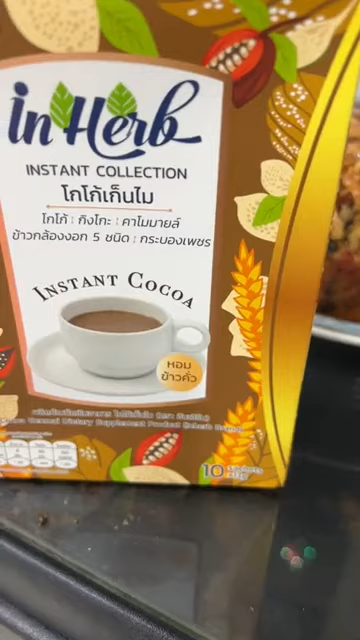 inHerb
INSTANT COLLECTION
โกโก้เก็นไม
โกโก้ : กิงโกะ : คาโมมายล์
ข้าวกล้องงอก 5 ชนิด : กระบองเพชร
INSTANT COCOA
หอม
ข้าวคั่ว
Dietary Supplement Product
10